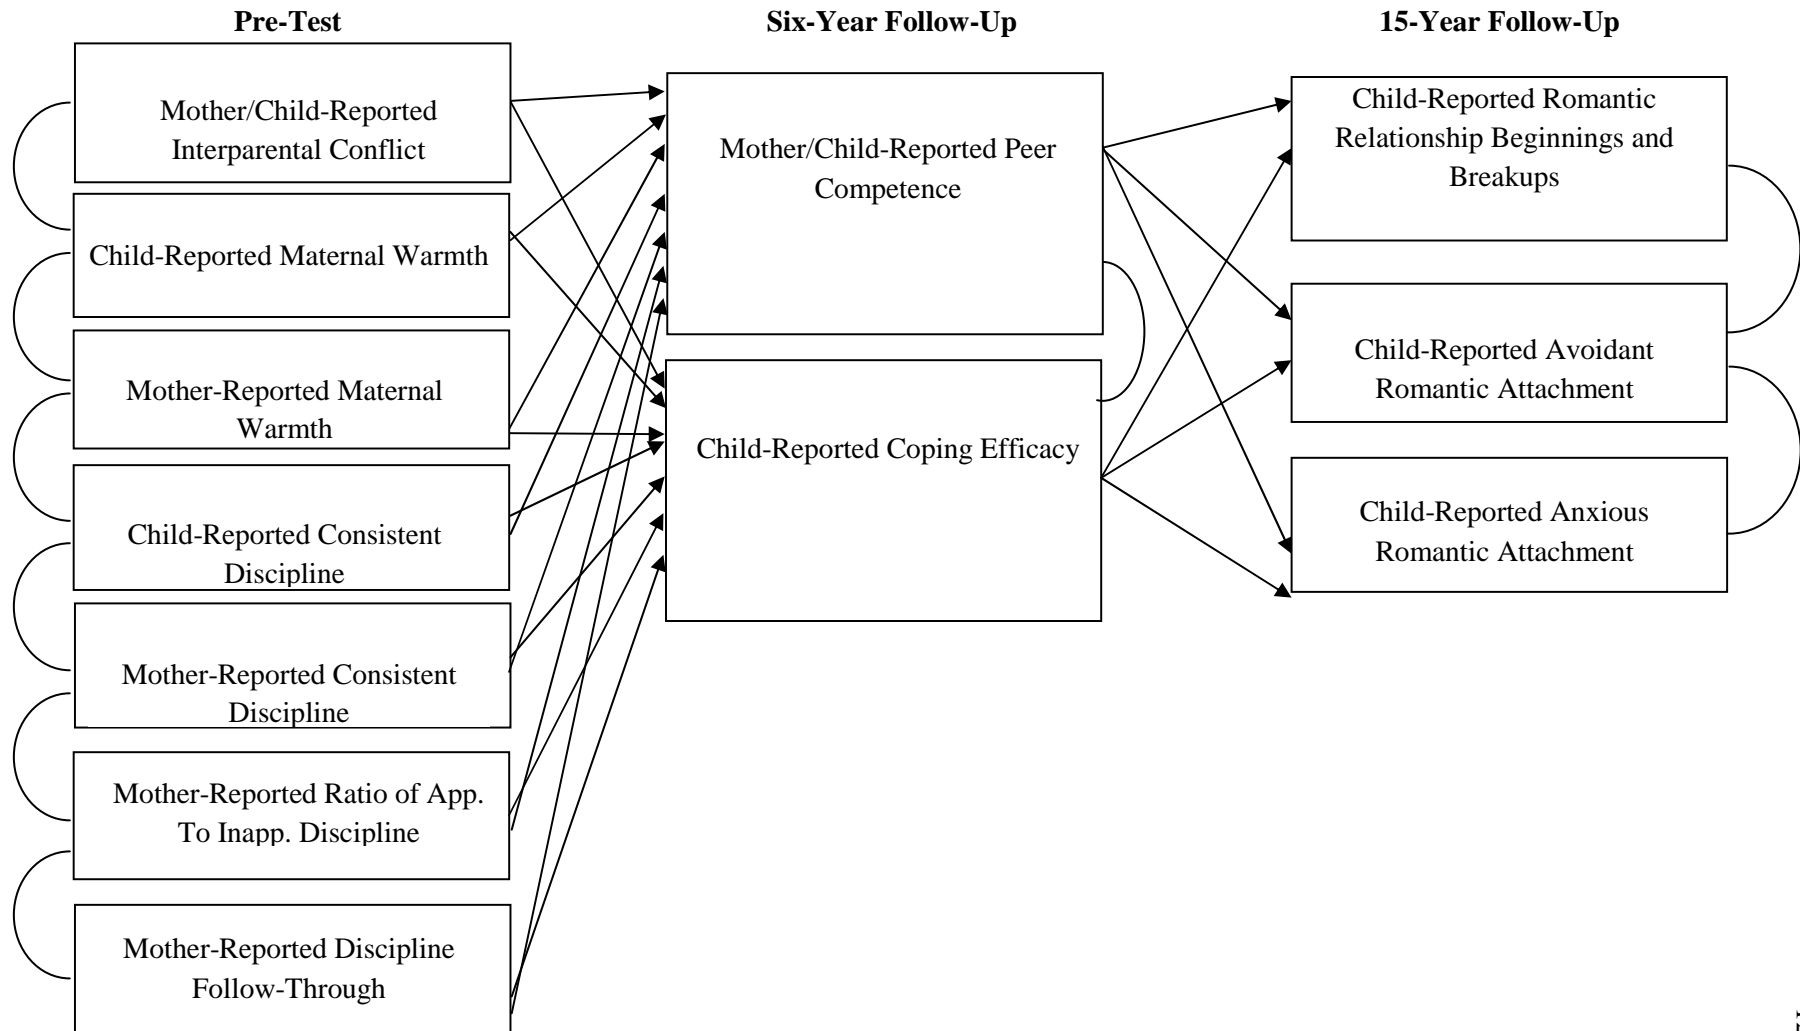 Pre-Test
Six-Year Follow-Up
15-Year Follow-Up
Mother/Child-Reported
Interparental Conflict
Child-Reported Maternal Warmth
Mother-Reported Maternal
Warmth
Child-Reported Consistent
Discipline
Mother-Reported Consistent
Discipline
Mother-Reported Ratio of App.
To Inapp. Discipline
Mother-Reported Discipline
Follow-Through
Mother/Child-Reported Peer
Competence
Child-Reported Coping Efficacy
Child-Reported Romantic
Relationship Beginnings and
Breakups
Child-Reported Avoidant
Romantic Attachment
Child-Reported Anxious
Romantic Attachment